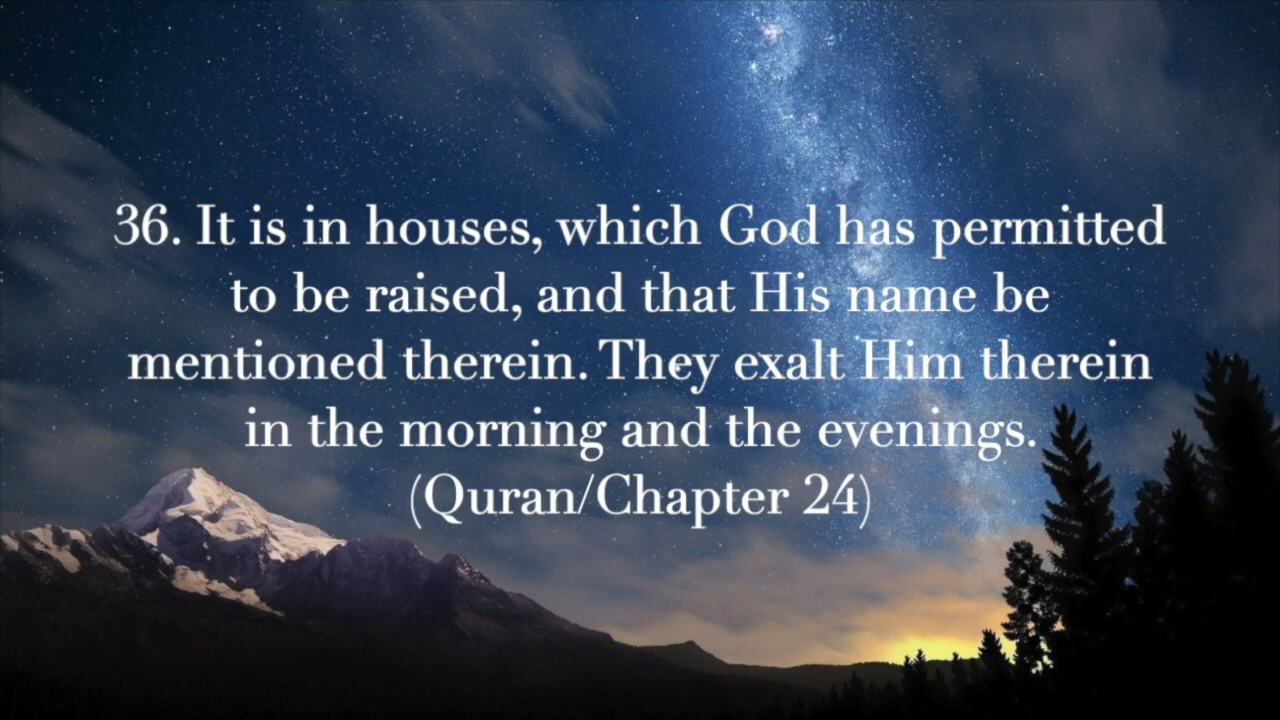 36. It is in houses, which God has permitted
to be raised, and that His name be
mentioned therein. They exalt Him therein
in the morning and the evenings.
(Quran/Chapter 24)